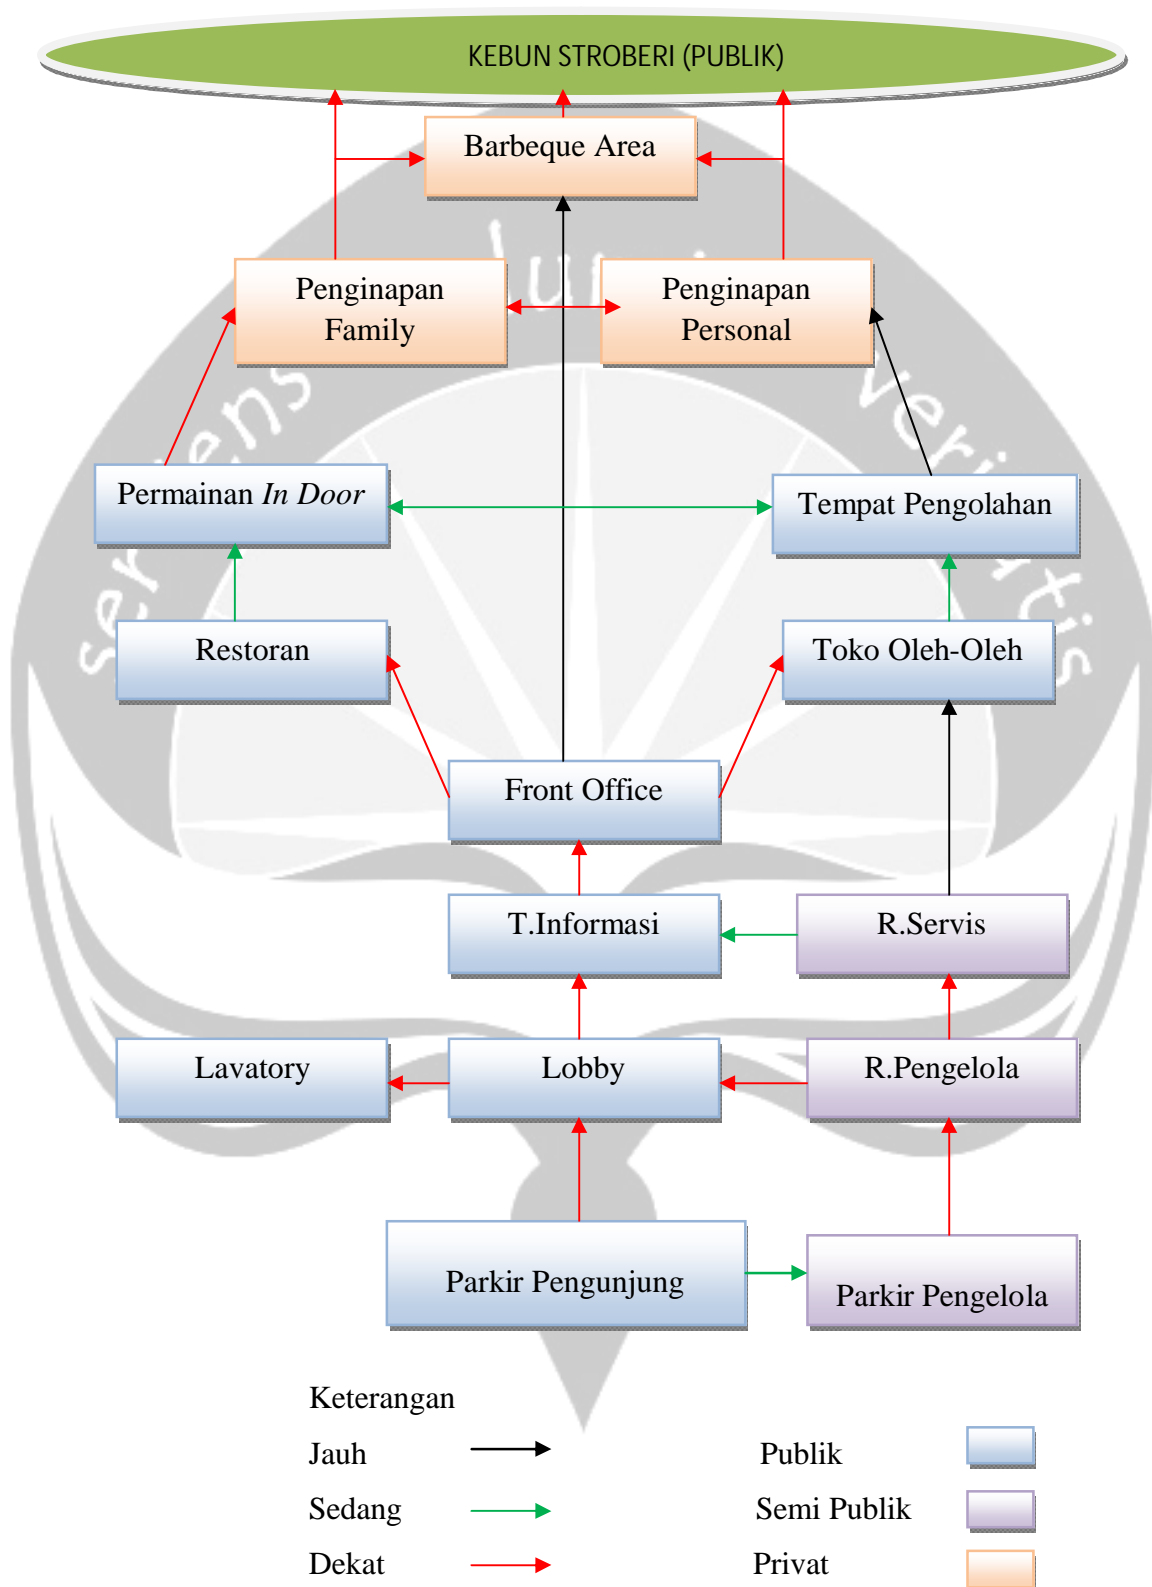 KEBUN STROBERI (PUBLIK)
Barbeque Area
Penginapan
Family
Penginapan
Personal
Permainan In Door
Tempat Pengolahan
Restoran
Toko Oleh-Oleh
Front Office
T.Informasi
R.Servis
Lavatory
Lobby
R.Pengelola
Parkir Pengunjung
Parkir Pengelola
Keterangan
Jauh
Publik
Sedang
Semi Publik
Dekat
Privat